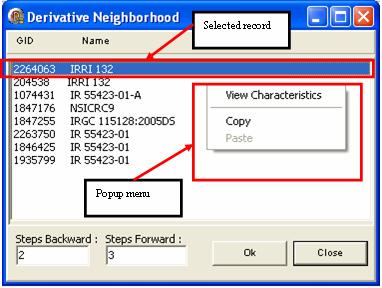 Derivative Neighborhood
Selected record
GID Name
2264063 IRRI 132
204538 IRRI 132
1074431 IR 55423-01-A
1847176 NSICRC9
1847255 IRGC 115128:2005DS
2263750 IR 55423-01
1846425 IR 55423-01
1935799 IR 55423-01
View Characteristics
Copy
Paste
Popup menu
Steps Backward : Steps Forward :
2 3 Ok Close